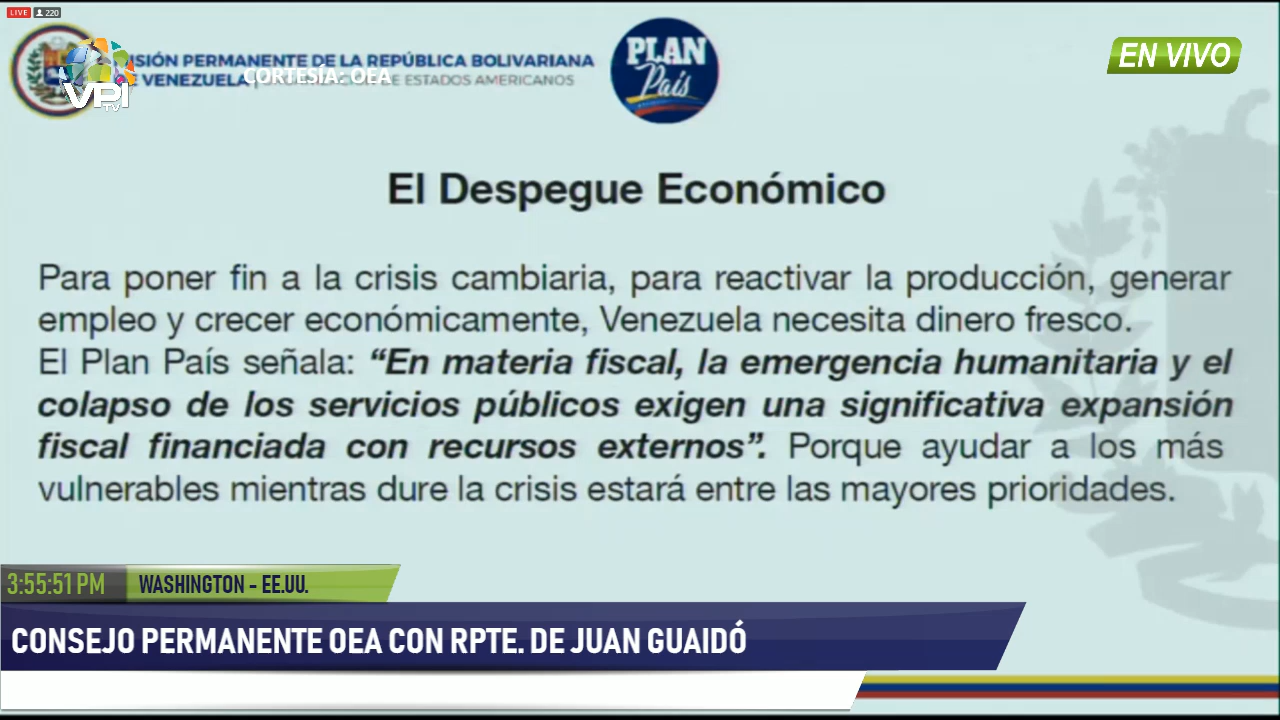 LIVE 220
ISIÓN PERMANENTE DE LA REPÚBLICA BOLIVARIANA
VENEZUELA | DE ESTADOS AMERICANOS
CORTESÍA: OEA
VPI
TV
PLAN
País
EN VIVO
El Despegue Económico
Para poner fin a la crisis cambiaria, para reactivar la producción, generar
empleo y crecer económicamente, Venezuela necesita dinero fresco.
El Plan País señala: “En materia fiscal, la emergencia humanitaria y el
colapso de los servicios públicos exigen una significativa expansión
fiscal financiada con recursos externos”. Porque ayudar a los más
vulnerables mientras dure la crisis estará entre las mayores prioridades.
3:55:51 PM WASHINGTON - EE.UU.
CONSEJO PERMANENTE OEA CON RPTE. DE JUAN GUAIDÓ